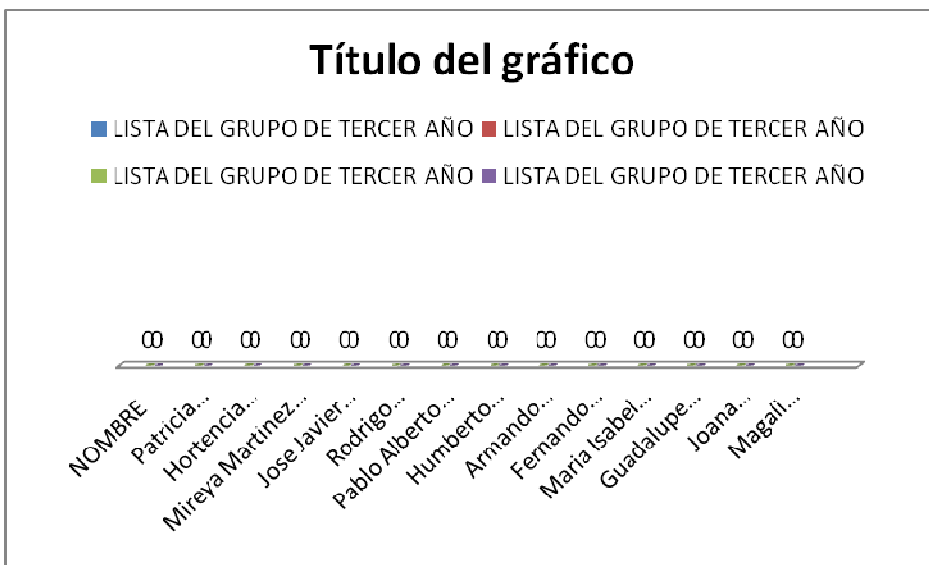 Título del gráfico
LISTA DEL GRUPO DE TERCER AÑO LISTA DEL GRUPO DE TERCER AÑO
LISTA DEL GRUPO DE TERCER AÑO LISTA DEL GRUPO DE TERCER AÑO
00 00 00 00 00 00 00 00 00 00 00 00 00 00
NOMBRE
Patricia...
Hortencia...
Mireya Martinez...
Jose Javier...
Rodrigo...
Pablo Alberto...
Humberto...
Armando...
Fernando...
Maria Isabel...
Guadalupe...
Joana...
Magali...